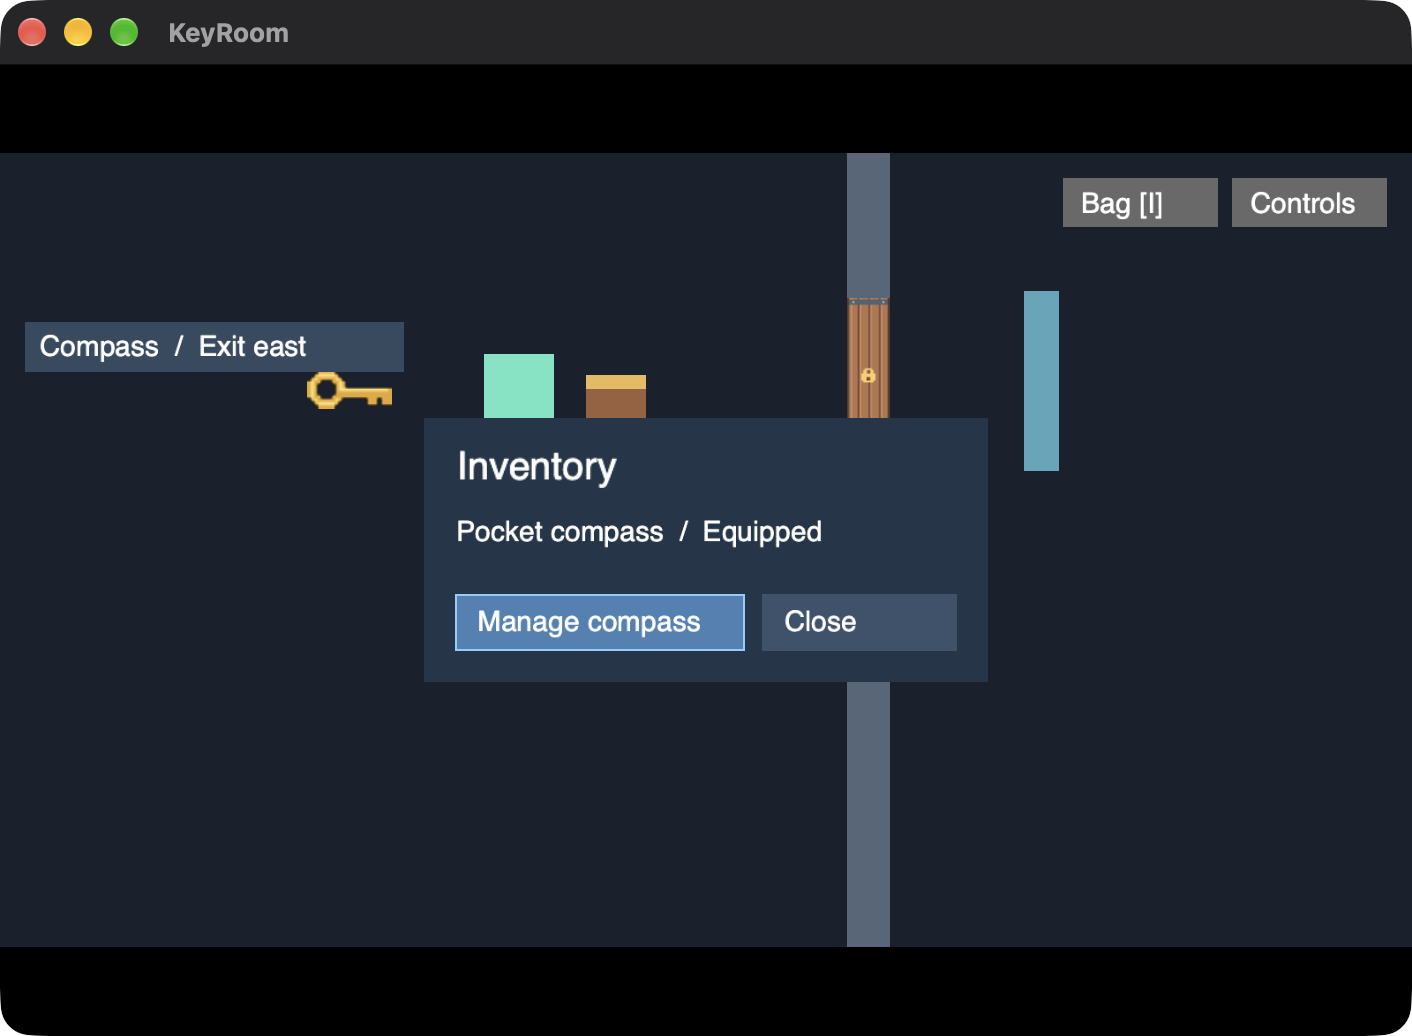 KeyRoom
Bag [I]
Controls
Compass / Exit east
Inventory
Pocket compass / Equipped
Manage compass
Close